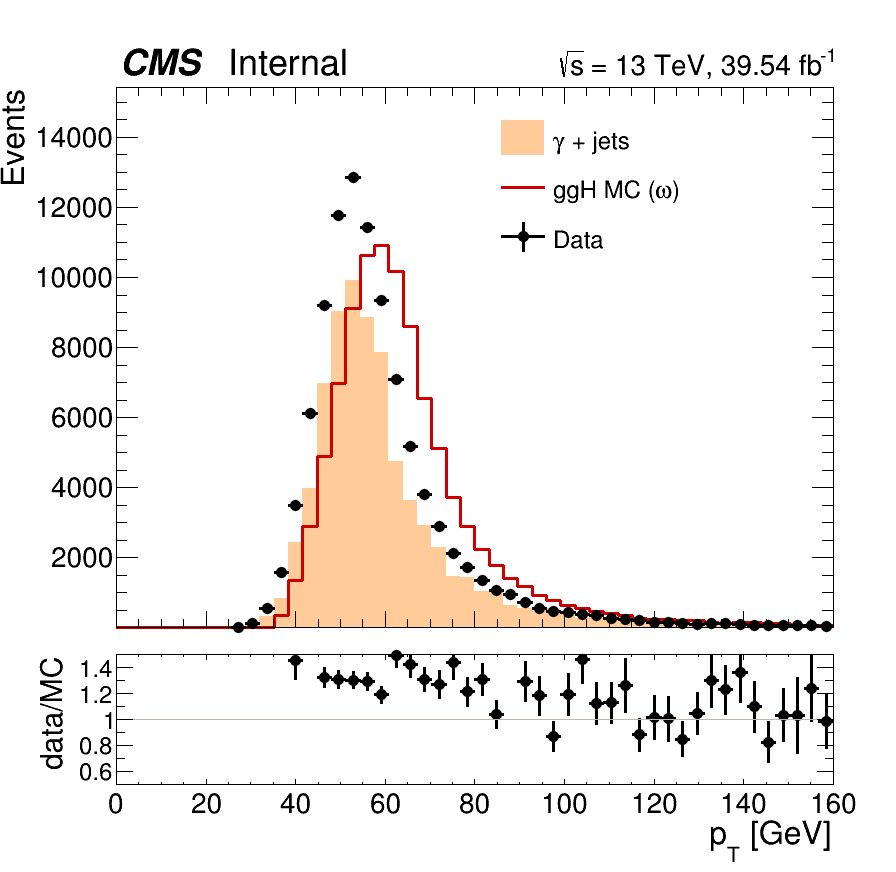 CMS Internal
√s = 13 TeV, 39.54 fb⁻¹
Events
14000
12000
10000
8000
6000
4000
2000
γ + jets
ggH MC (ω)
Data
data/MC
1.4
1.2
1
0.8
0.6
0 20 40 60 80 100 120 140 160
p_T [GeV]